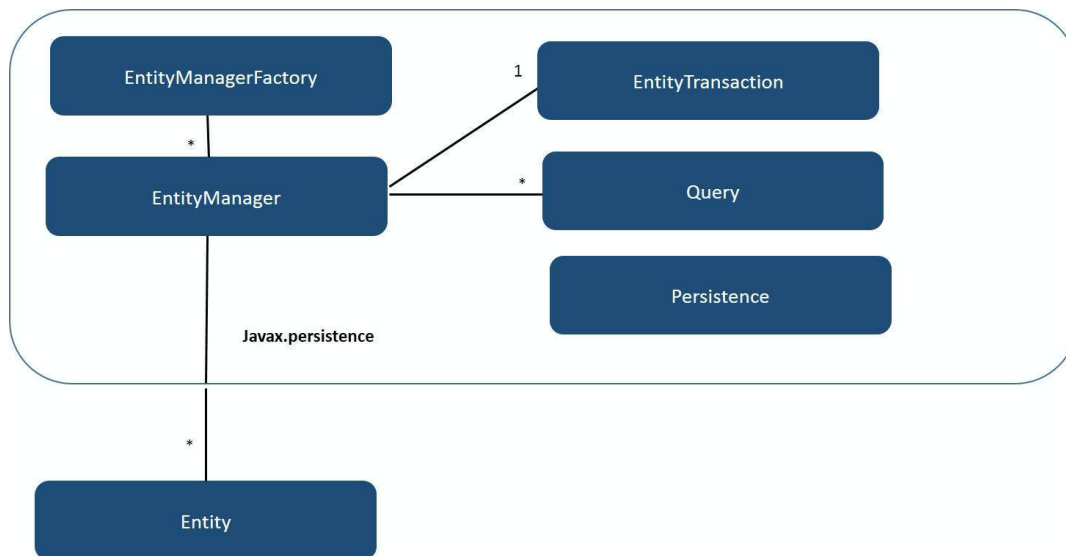 EntityManagerFactory
1
EntityTransaction
*
EntityManager
*
Query
Persistence
Javax.persistence
*
Entity